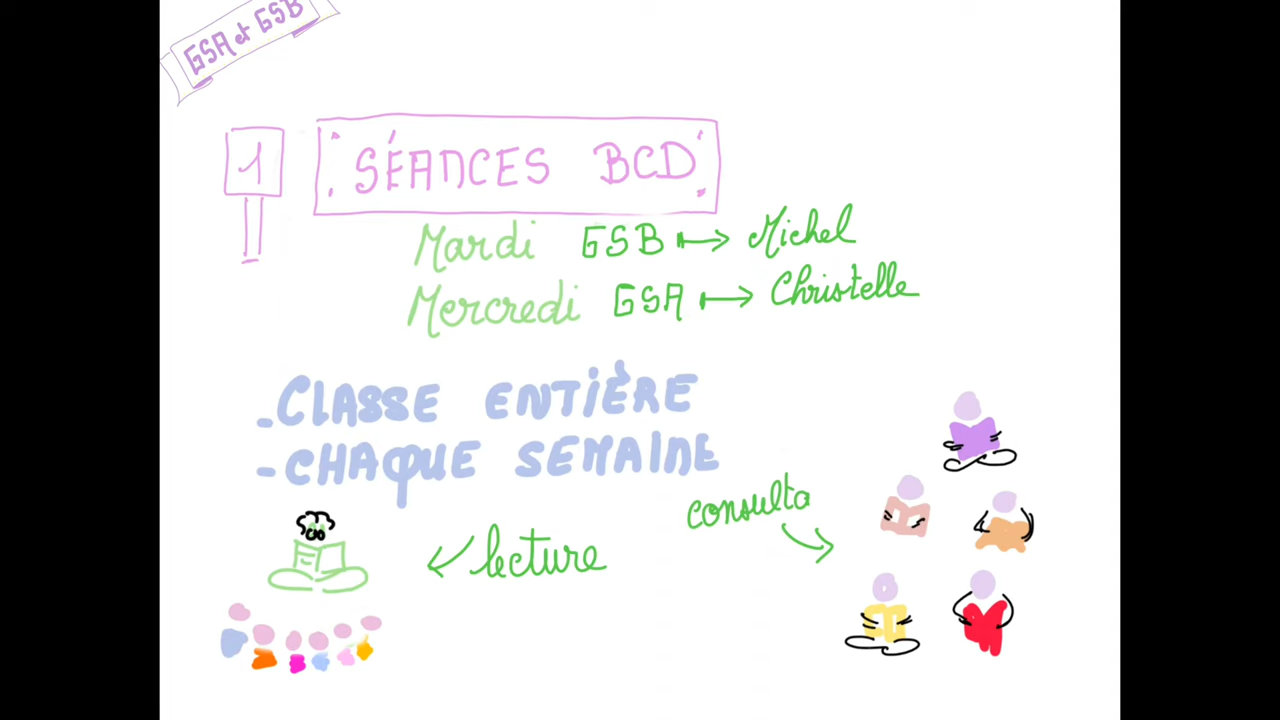 GSA et GSB
1
SÉANCES BCD
Mardi GSB → Michel
Mercredi GSA → Christelle
- CLASSE ENTIÈRE
- CHAQUE SEMAINE
consulta
lecture